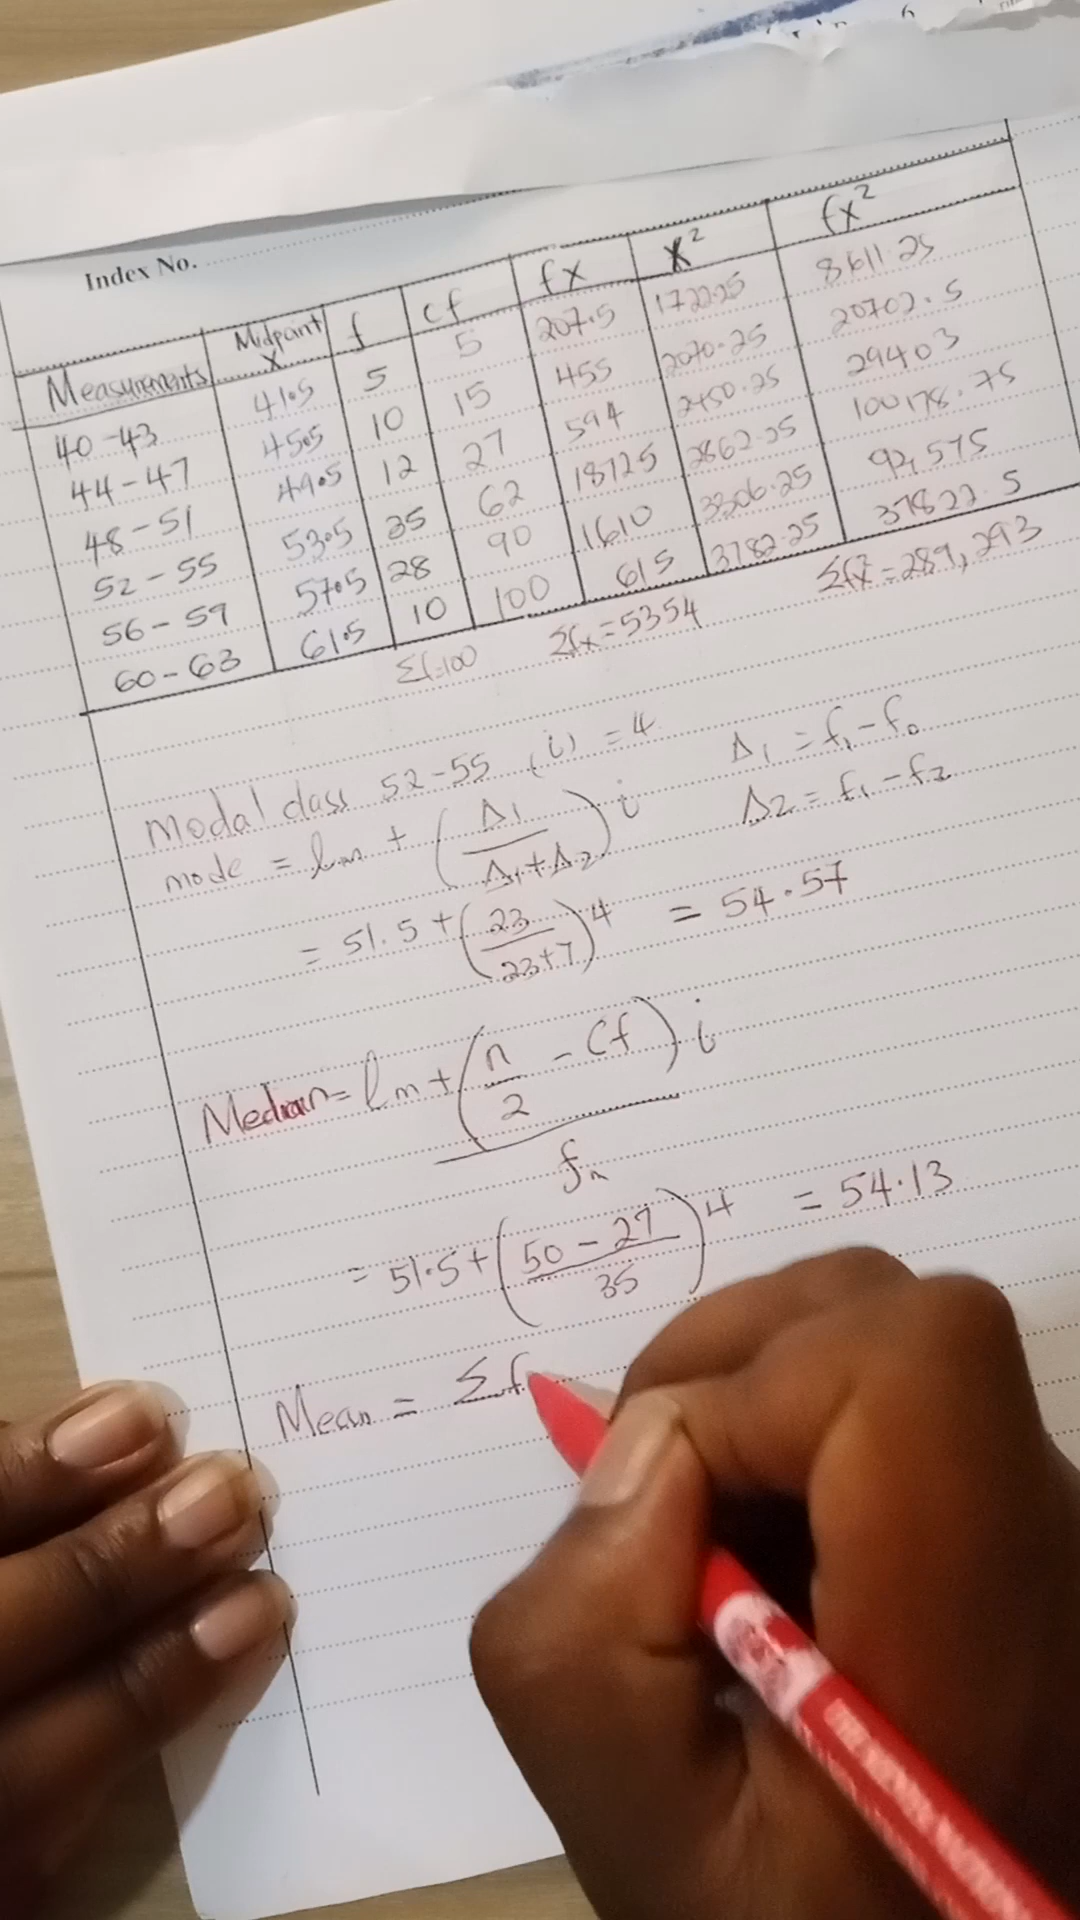 Index No.
Measurements Midpoint x f cf fx x² fx²
40-43 41.5 5 5 207.5 1722.25 8611.25
44-47 45.5 10 15 455 2070.25 20702.5
48-51 49.5 12 27 594 2450.25 29403
52-55 53.5 35 62 1872.5 2862.25 100178.75
56-59 57.5 28 90 1610 3306.25 92,575
60-63 61.5 10 100 615 3782.25 37822.5
Σf=100 Σfx=5354 Σfx²=289,293
Modal class 52-55 (i) = 4 Δ1 = f1 - f0
mode = lm + (Δ1/(Δ1+Δ2)) i Δ2 = f1 - f2
= 51.5 + (23/(23+7)) 4 = 54.57
Median = lm + (n/2 - Cf) i / fm
= 51.5 + ((50-27)/35) 4 = 54.13
Mean = Σf